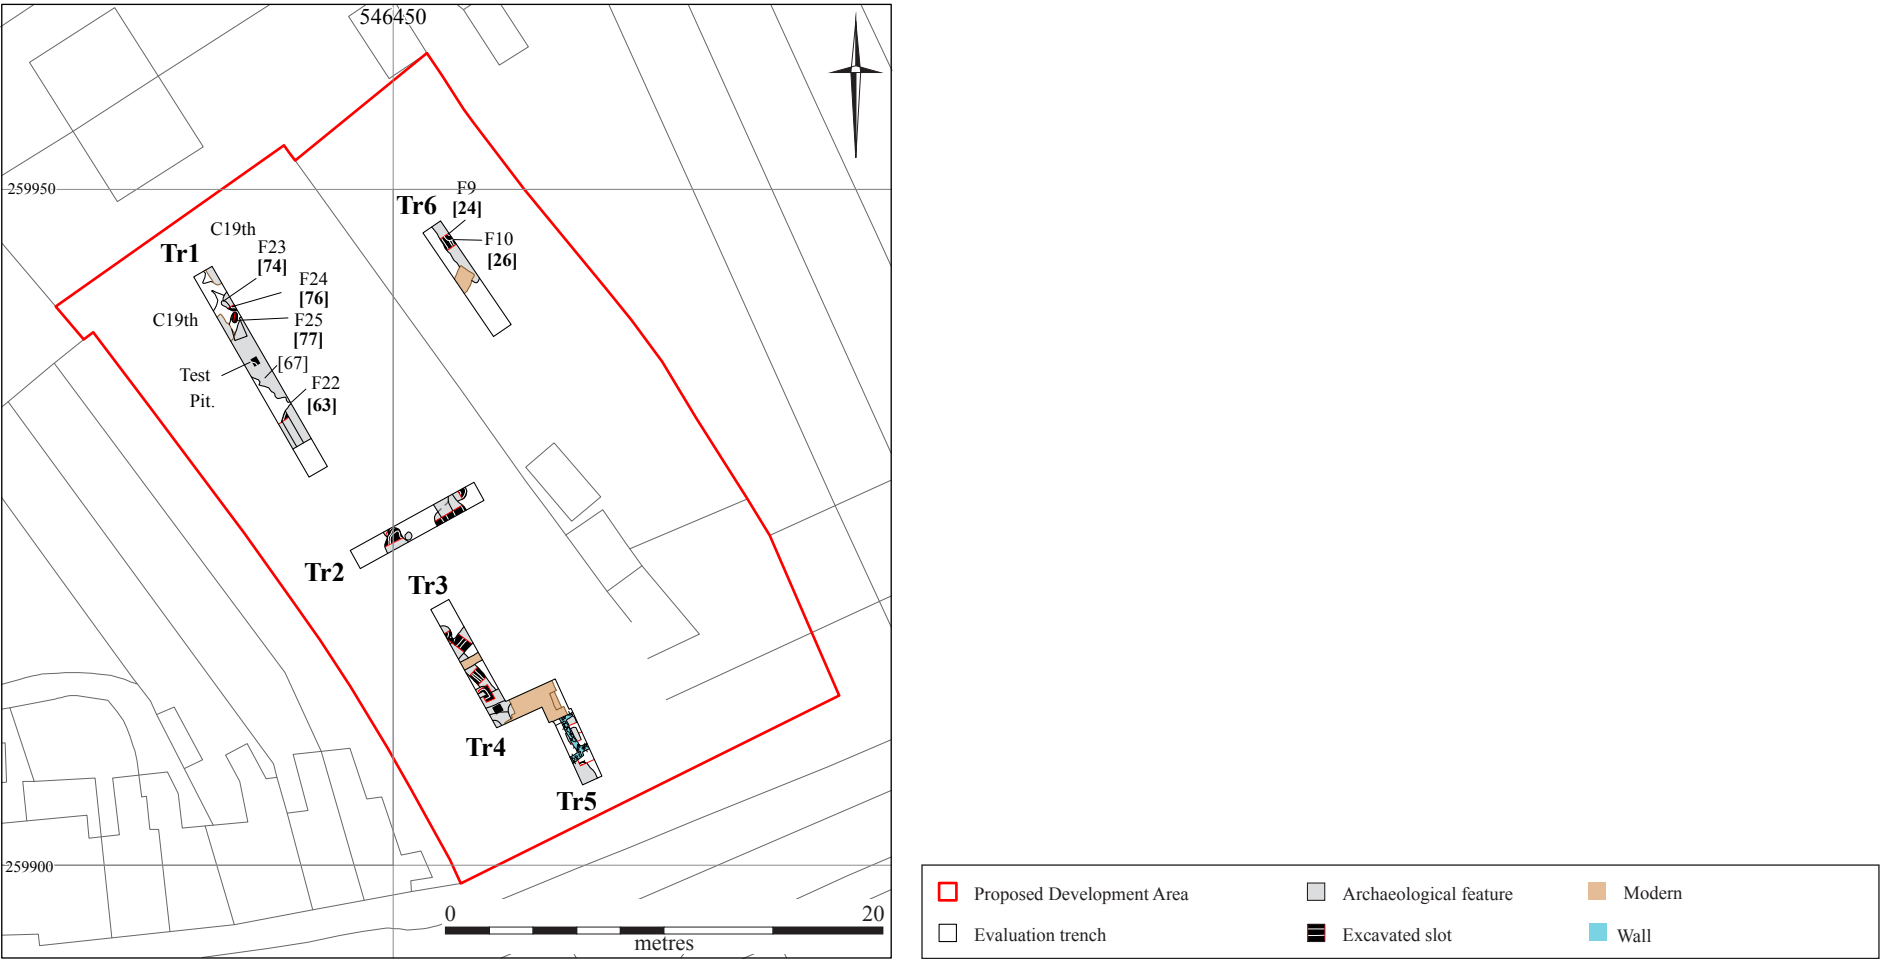 546450
259950
F9
Tr6 [24]
C19th
F10
Tr1
F23
[26]
[74]
F24
[76]
C19th
F25
[77]
[67]
Test
Pit.
F22
[63]
Tr2
Tr3
Tr4
Tr5
259900
0 20
metres
Proposed Development Area
Archaeological feature
Modern
Evaluation trench
Excavated slot
Wall